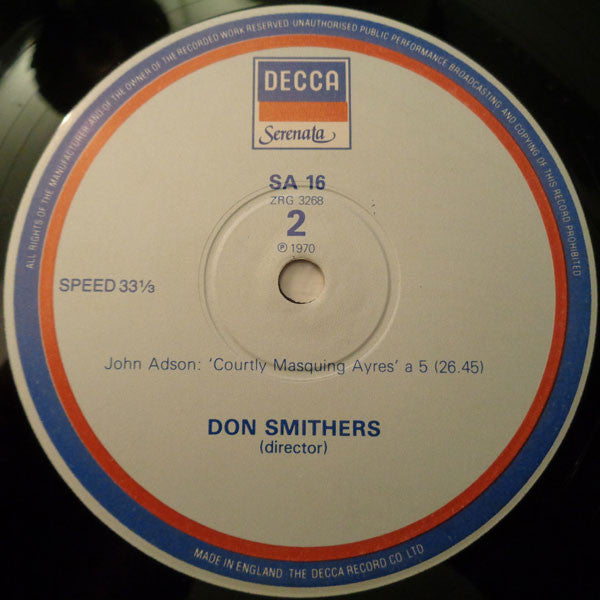 ALL RIGHTS OF THE MANUFACTURER AND OF THE OWNER OF THE RECORDED WORK RESERVED·UNAUTHORISED PUBLIC PERFORMANCE BROADCASTING AND COPYING OF THIS RECORD PROHIBITED
DECCA
Serenata
SA 16
ZRG 3268
2
℗ 1970
SPEED 33⅓
John Adson: 'Courtly Masquing Ayres' a 5 (26.45)
DON SMITHERS
(director)
MADE IN ENGLAND·THE DECCA RECORD CO. LTD